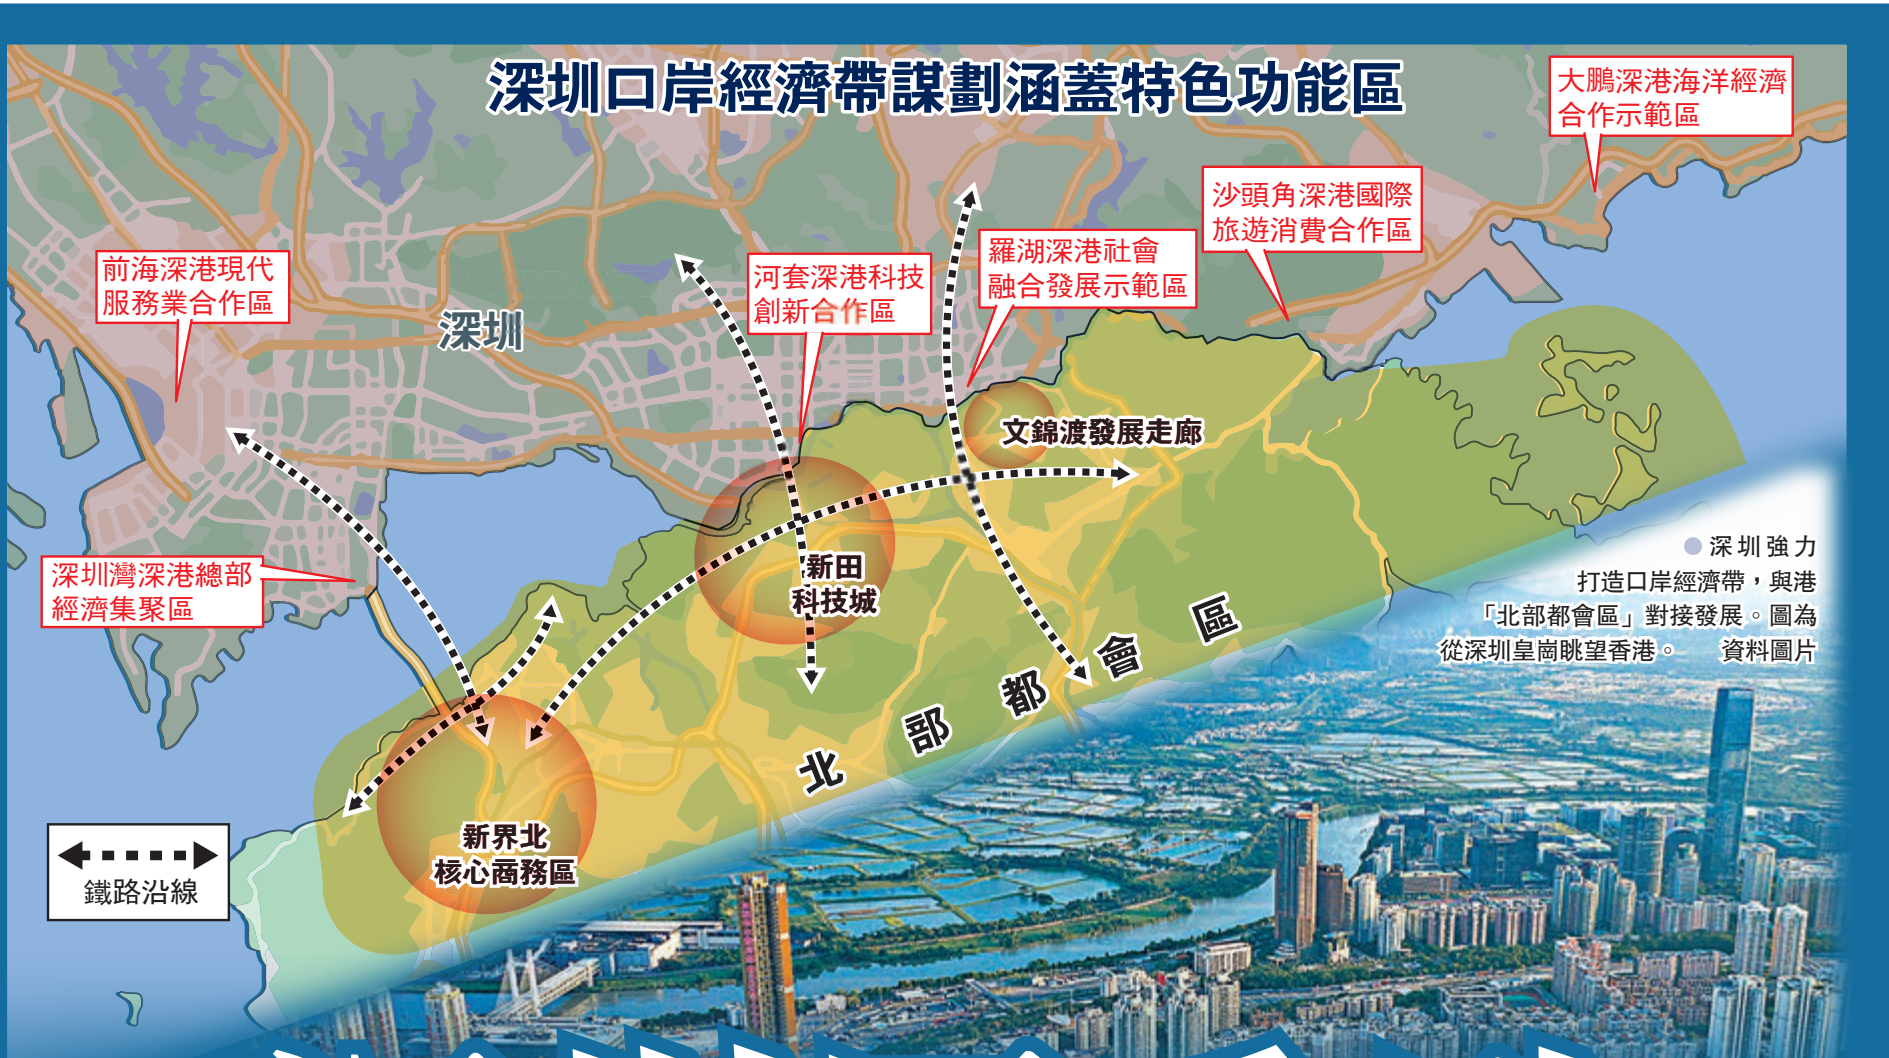 深圳口岸經濟帶謀劃涵蓋特色功能區
大鵬深港海洋經濟
合作示範區
沙頭角深港國際
旅遊消費合作區
羅湖深港社會
融合發展示範區
河套深港科技
創新合作區
前海深港現代
服務業合作區
深圳
文錦渡發展走廊
深圳灣深港總部
經濟集聚區
新田
科技城
北部都會區
新界北
核心商務區
鐵路沿線
深圳強力
打造口岸經濟帶，與港
「北部都會區」對接發展。圖為
從深圳皇崗眺望香港。 資料圖片